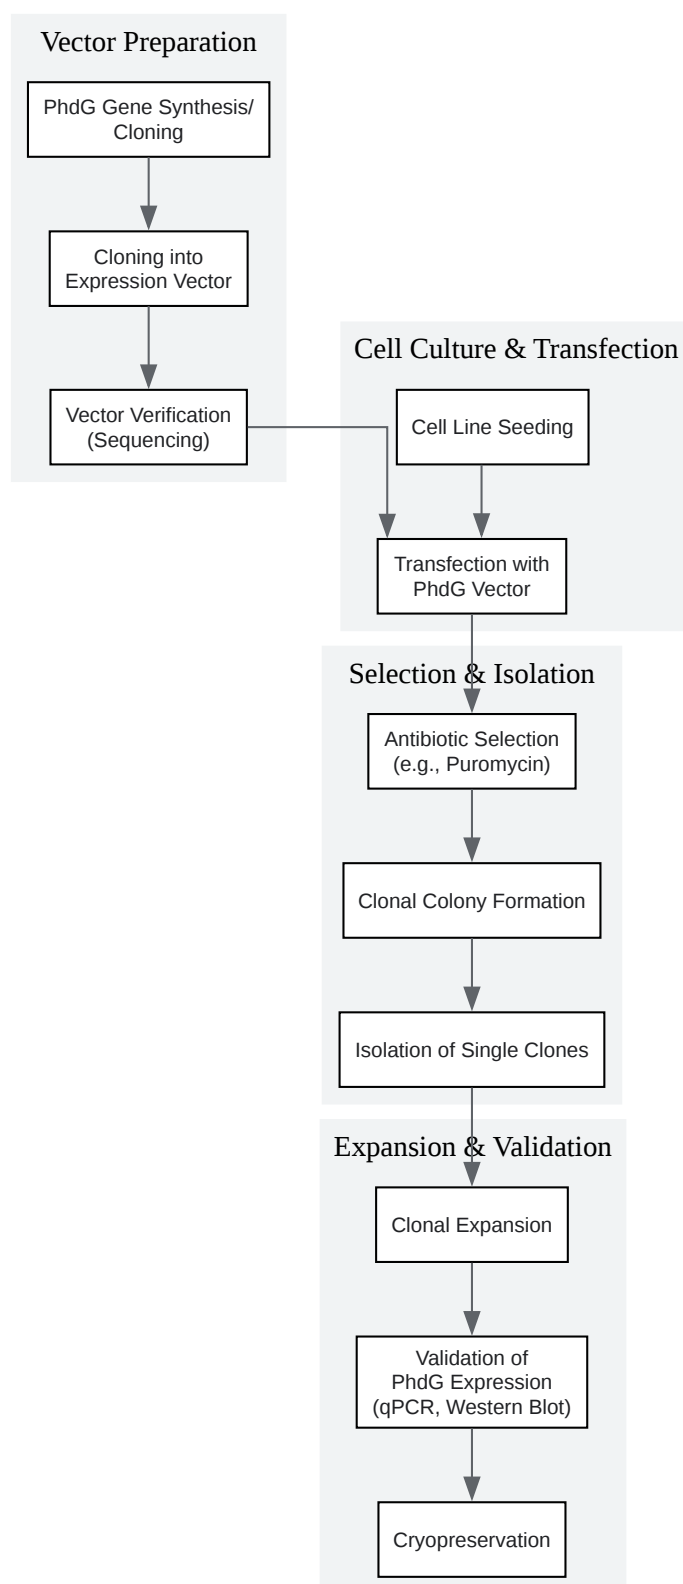 Vector Preparation
PhdG Gene Synthesis/
Cloning
Cloning into
Expression Vector
Vector Verification
(Sequencing)
Cell Culture & Transfection
Cell Line Seeding
Transfection with
PhdG Vector
Selection & Isolation
Antibiotic Selection
(e.g., Puromycin)
Clonal Colony Formation
Isolation of Single Clones
Expansion & Validation
Clonal Expansion
Validation of
PhdG Expression
(qPCR, Western Blot)
Cryopreservation